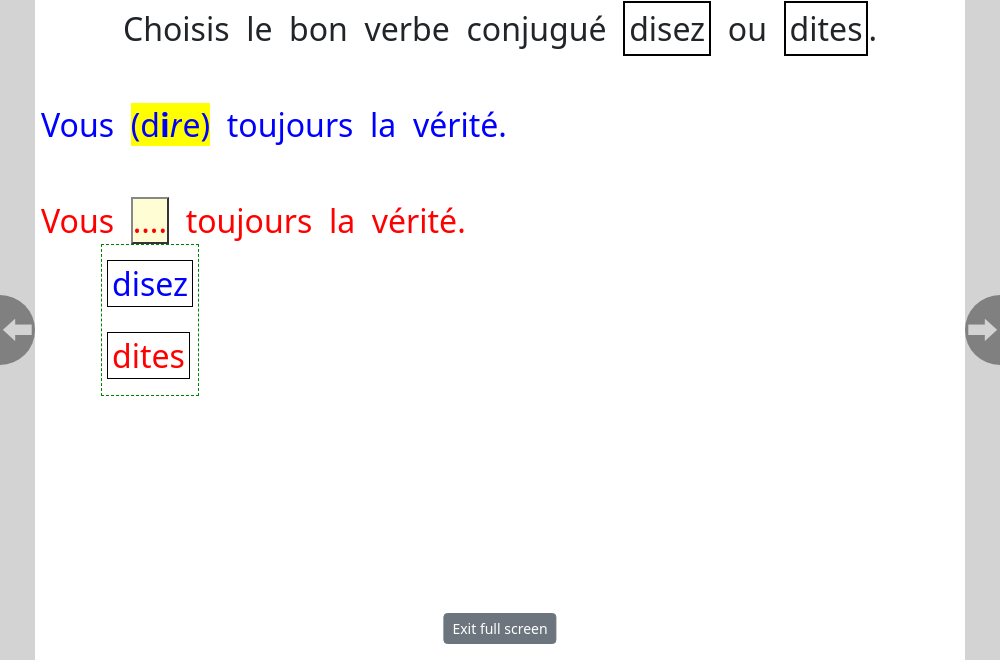 Choisis le bon verbe conjugué disez ou dites.
Vous (dire) toujours la vérité.
Vous .... toujours la vérité.
disez
dites
Exit full screen